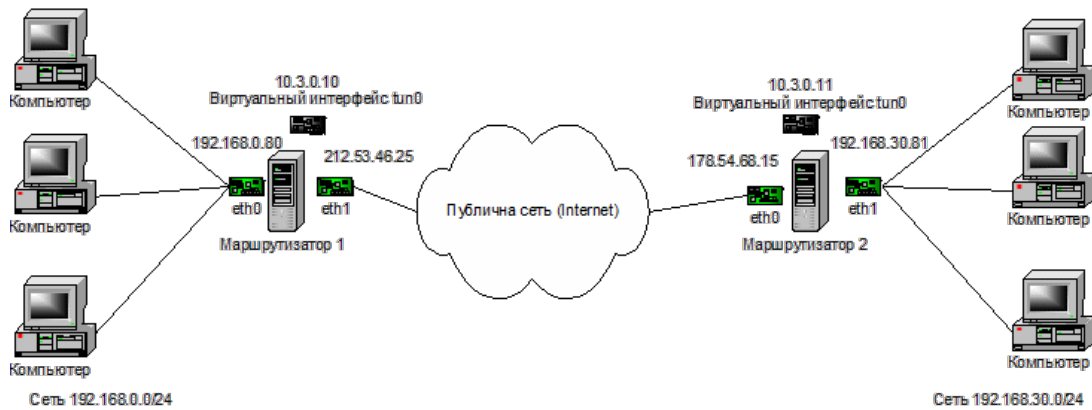 Компьютер
Компьютер
Компьютер
Сеть 192.168.0.0/24
10.3.0.10
Виртуальный интерфейс tun0
192.168.0.80
212.53.46.25
eth0
eth1
Маршрутизатор 1
Публична сеть (Internet)
10.3.0.11
Виртуальный интерфейс tun0
178.54.68.15
192.168.30.81
eth0
eth1
Маршрутизатор 2
Компьютер
Компьютер
Компьютер
Сеть 192.168.30.0/24